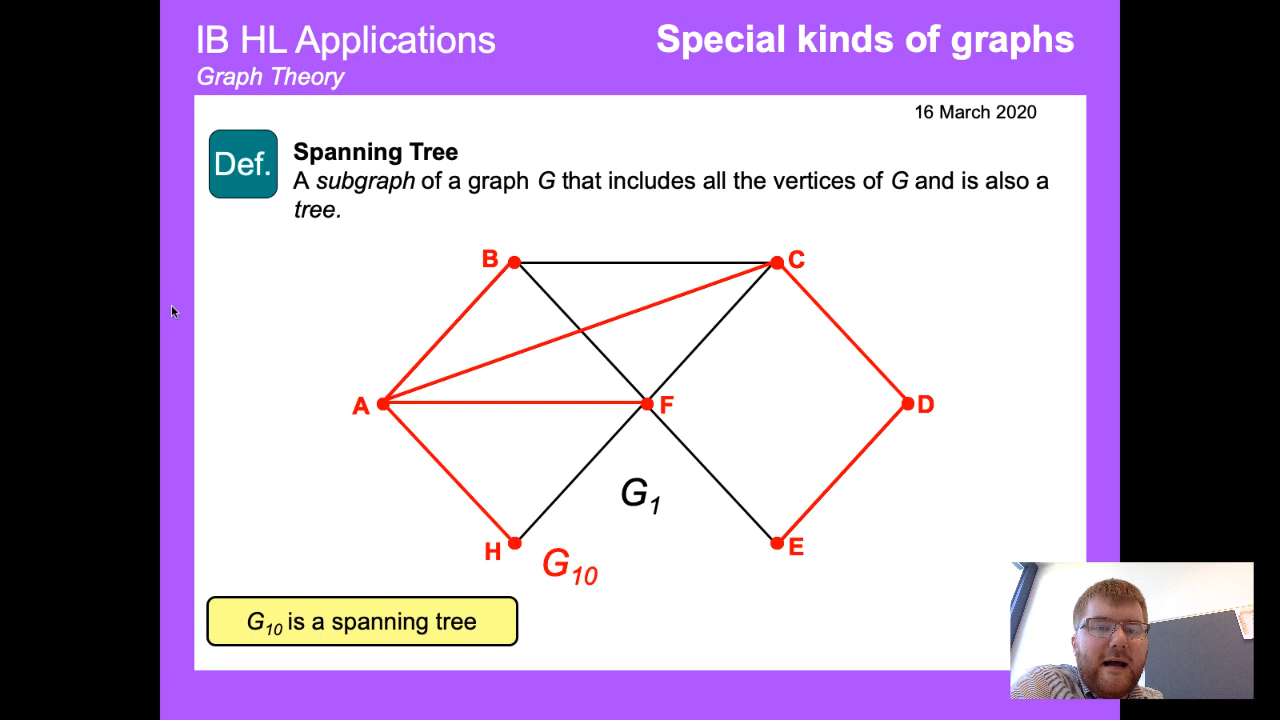 IB HL Applications
Special kinds of graphs
Graph Theory
16 March 2020
Def.
Spanning Tree
A subgraph of a graph G that includes all the vertices of G and is also a
tree.
B
C
A
F
D
G1
H
E
G10
G10 is a spanning tree